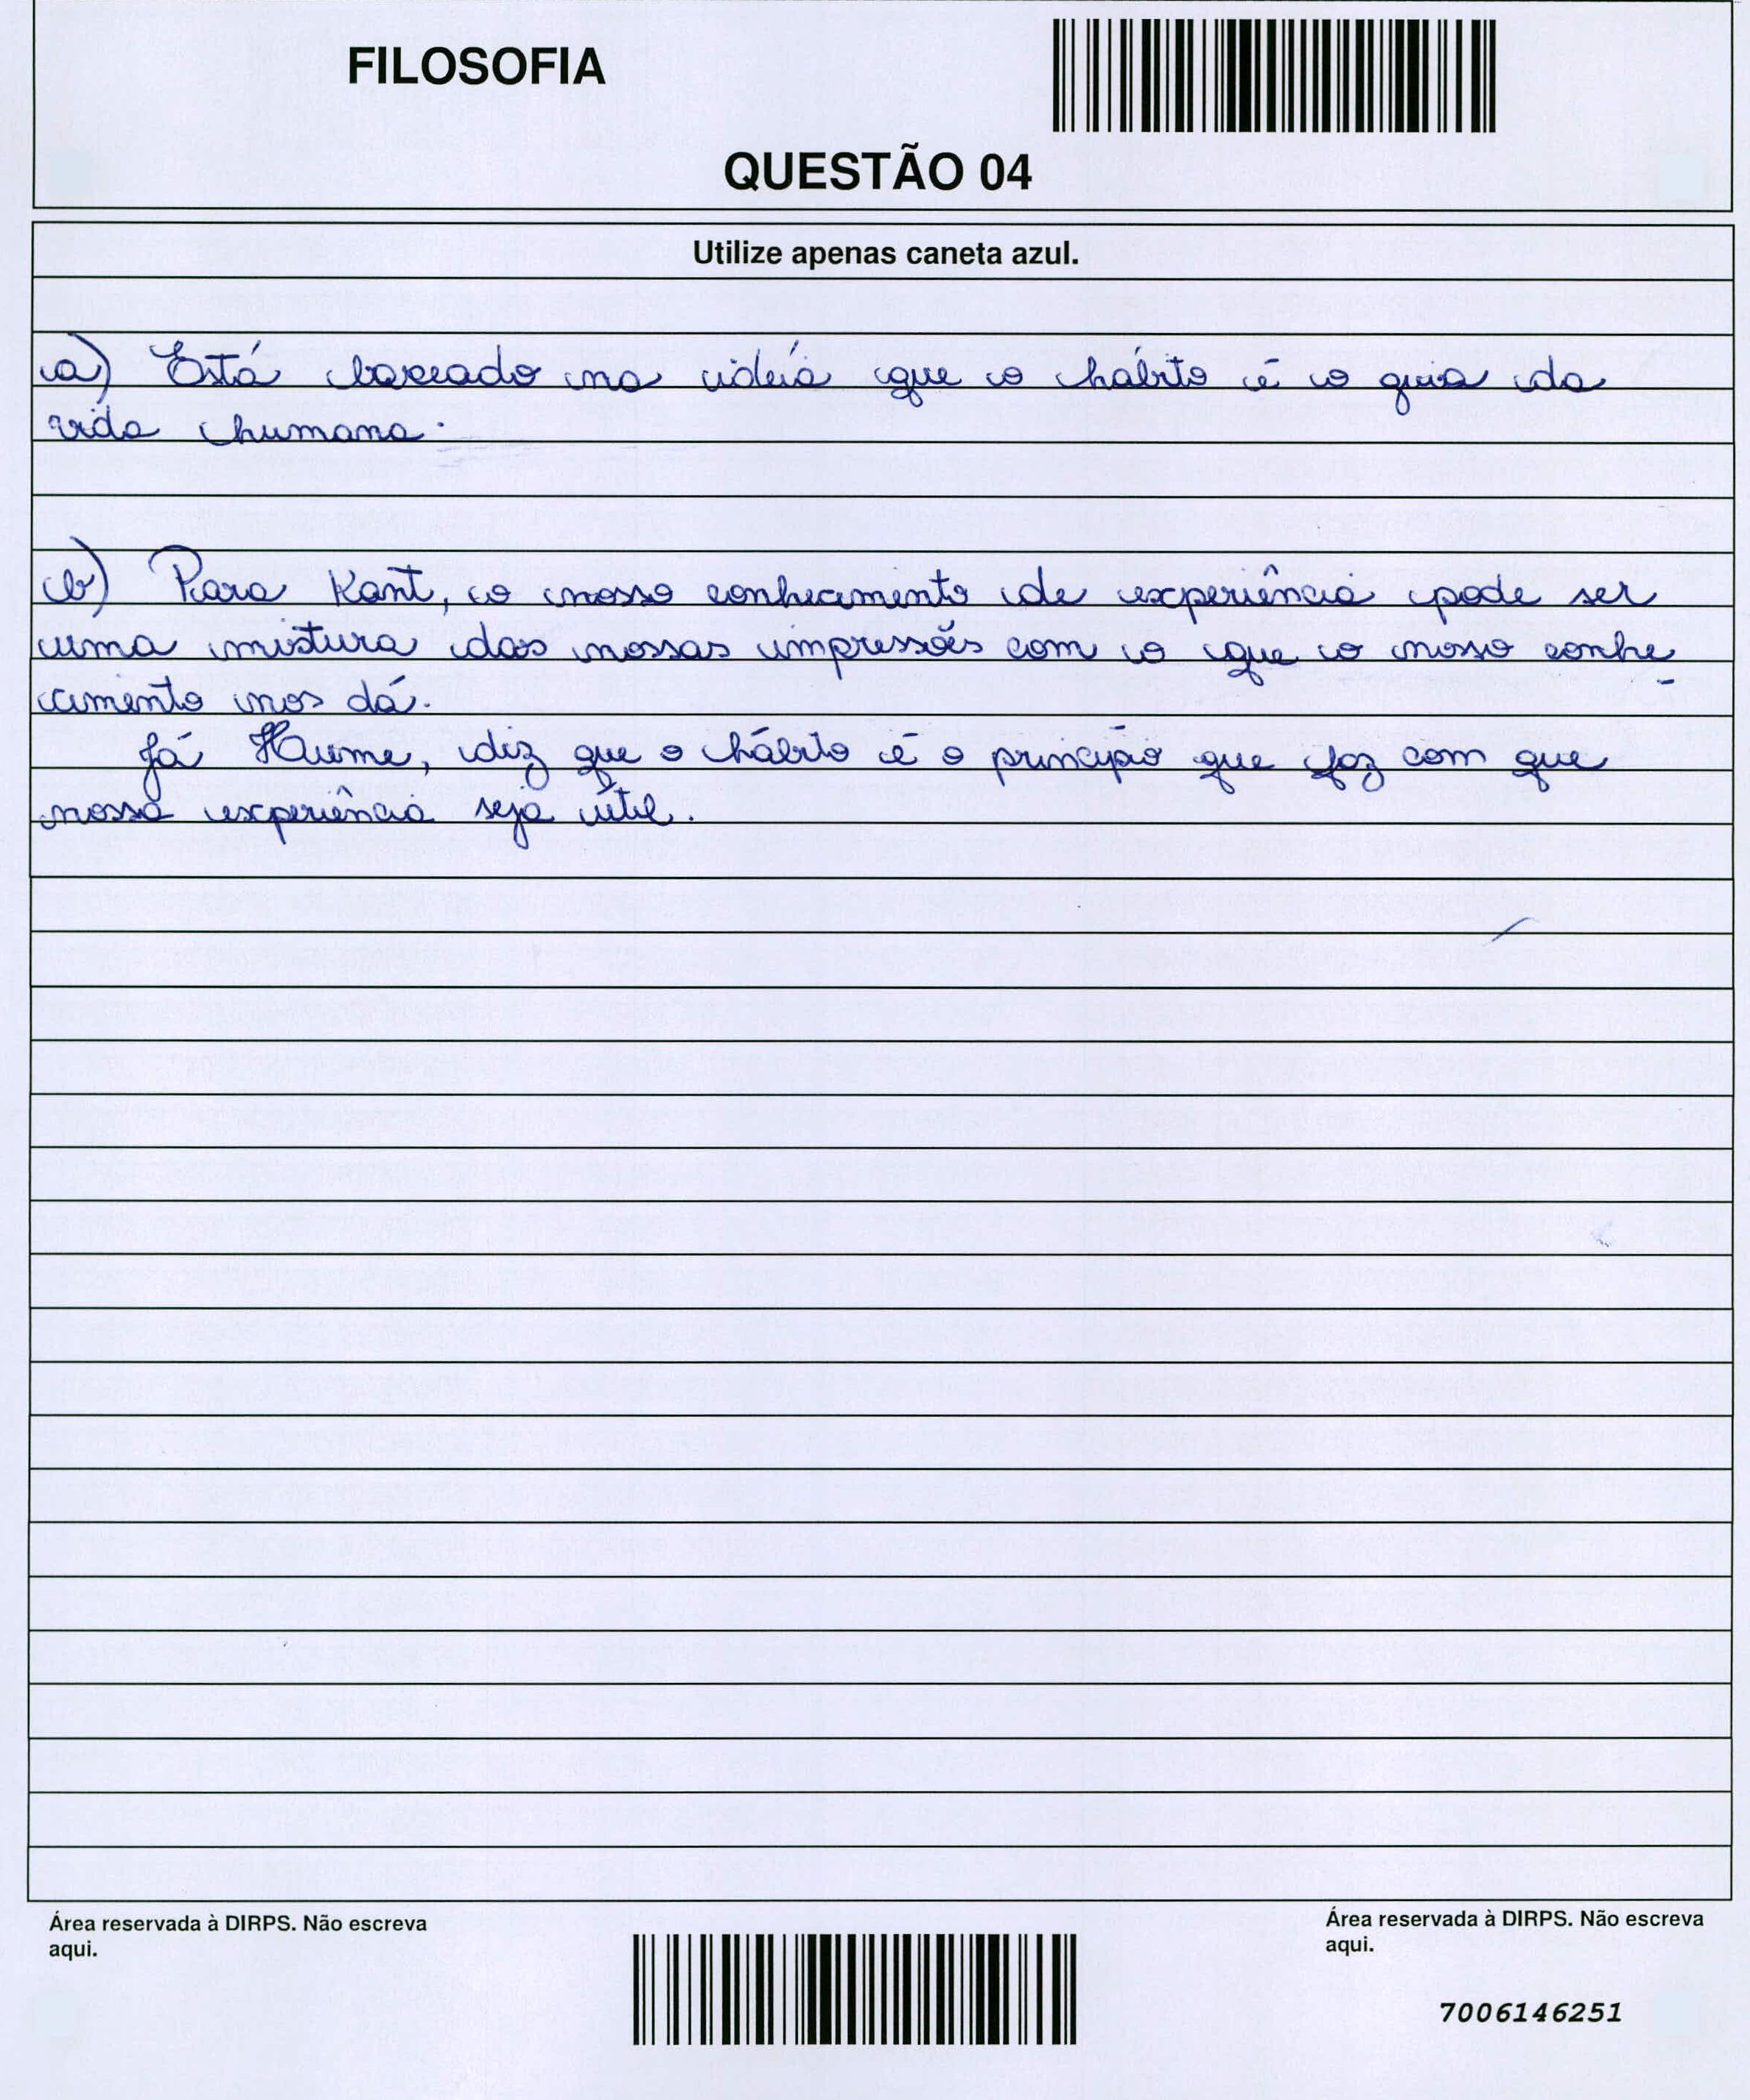 FILOSOFIA
QUESTÃO 04
Utilize apenas caneta azul.
a) Está baseado na idéia que o hábito é o guia da
vida humana.
b) Para Kant, o nosso conhecimento de experiência pode ser
uma mistura das nossas impressões com o que o nosso conhe-
cimento nos dá.
Já Hume, diz que o hábito é o princípio que faz com que
nossa experiência seja útil.
Área reservada à DIRPS. Não escreva
aqui.
Área reservada à DIRPS. Não escreva
aqui.
7006146251